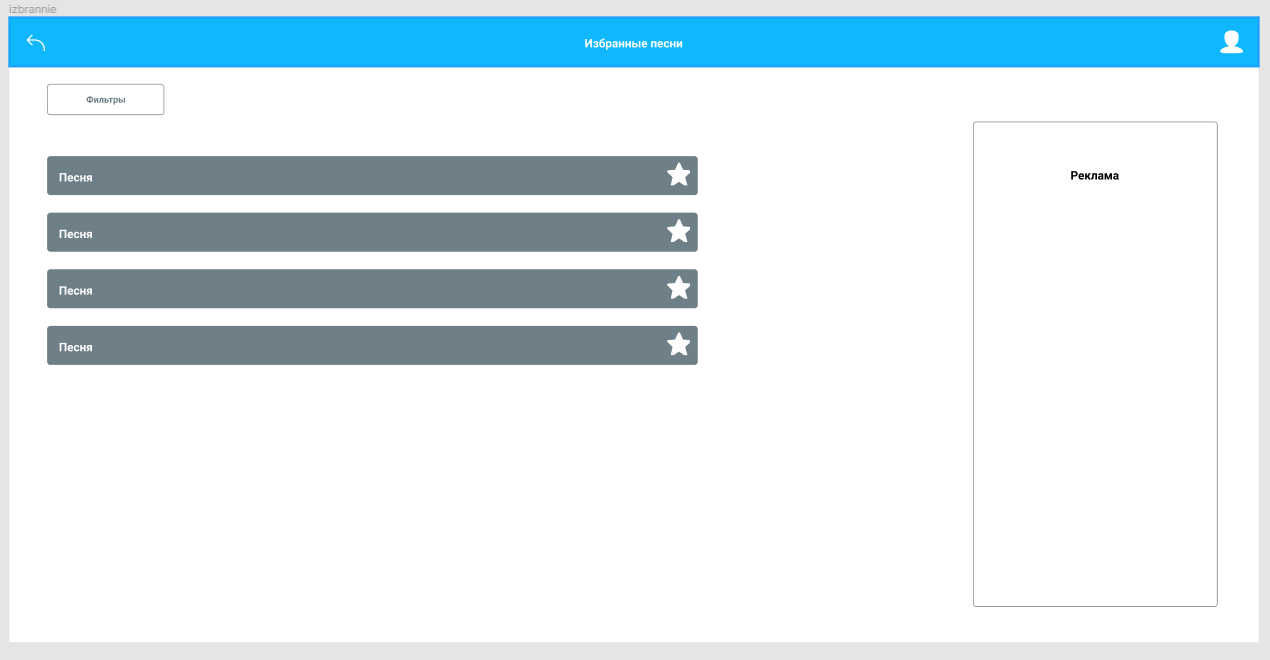 izbrannie
Избранные песни
Фильтры
Песня
Песня
Песня
Песня
Реклама